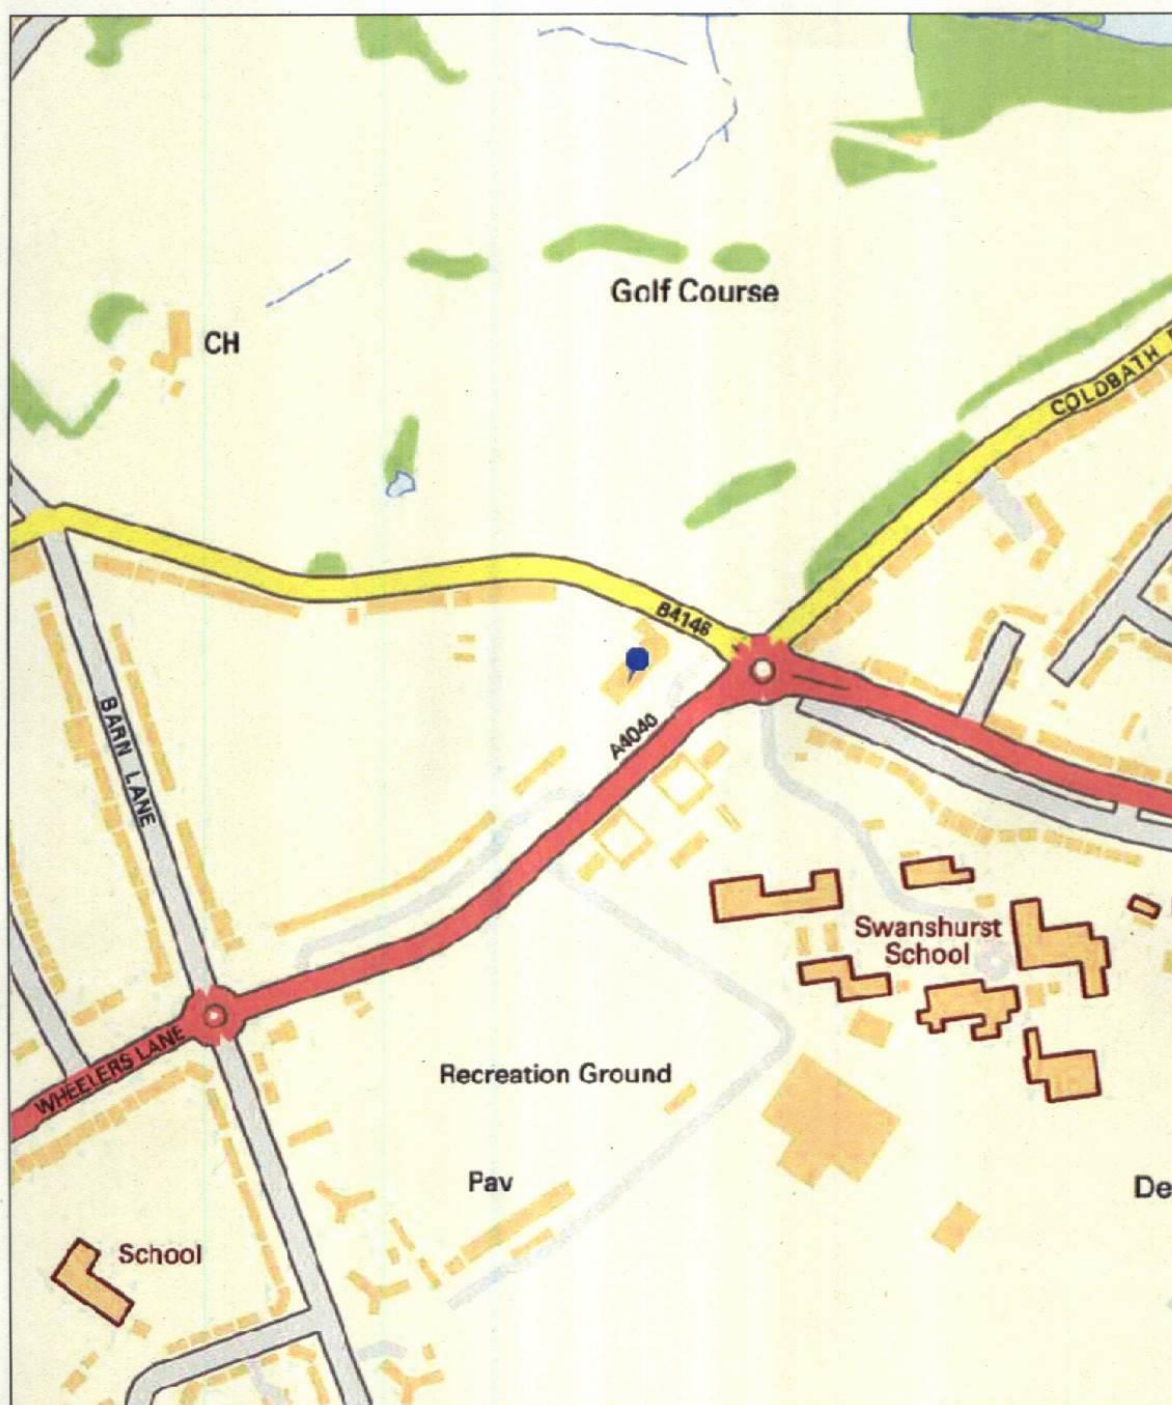 Golf Course
CH
COLDBATH
B4146
A4040
BARN LANE
Swanshurst
School
WHEELERS LANE
Recreation Ground
Pav
De
School